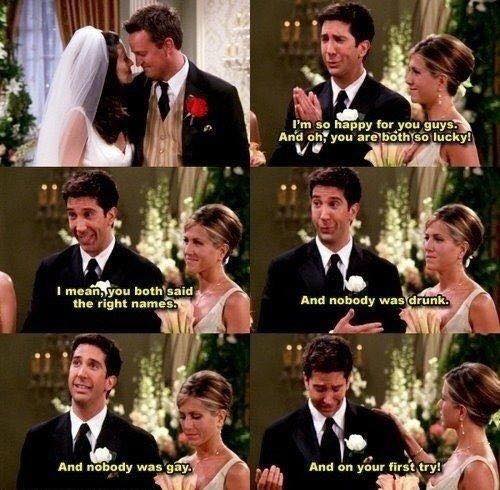 I'm so happy for you guys.
And oh, you are both so lucky!
I mean, you both said
the right names.
And nobody was drunk.
And nobody was gay.
And on your first try!